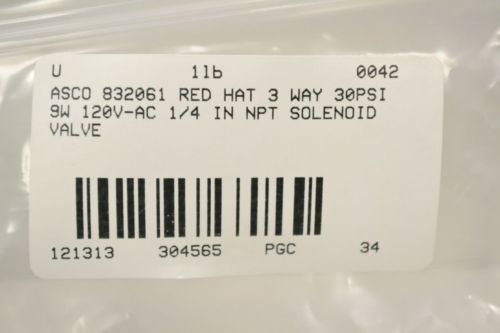 U 1lb 0042
ASCO 832061 RED HAT 3 WAY 30PSI
9W 120V-AC 1/4 IN NPT SOLENOID
VALVE
121313 304565 PGC 34